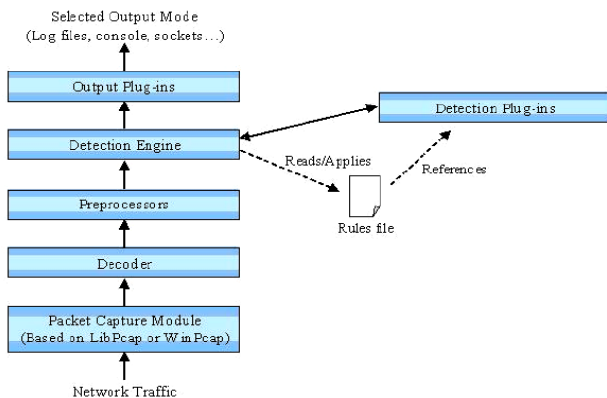 Selected Output Mode
(Log files, console, sockets...)
Output Plug-ins
Detection Plug-ins
Detection Engine
Reads/Applies
References
Preprocessors
Rules file
Decoder
Packet Capture Module
(Based on LibPcap or WinPcap)
Network Traffic